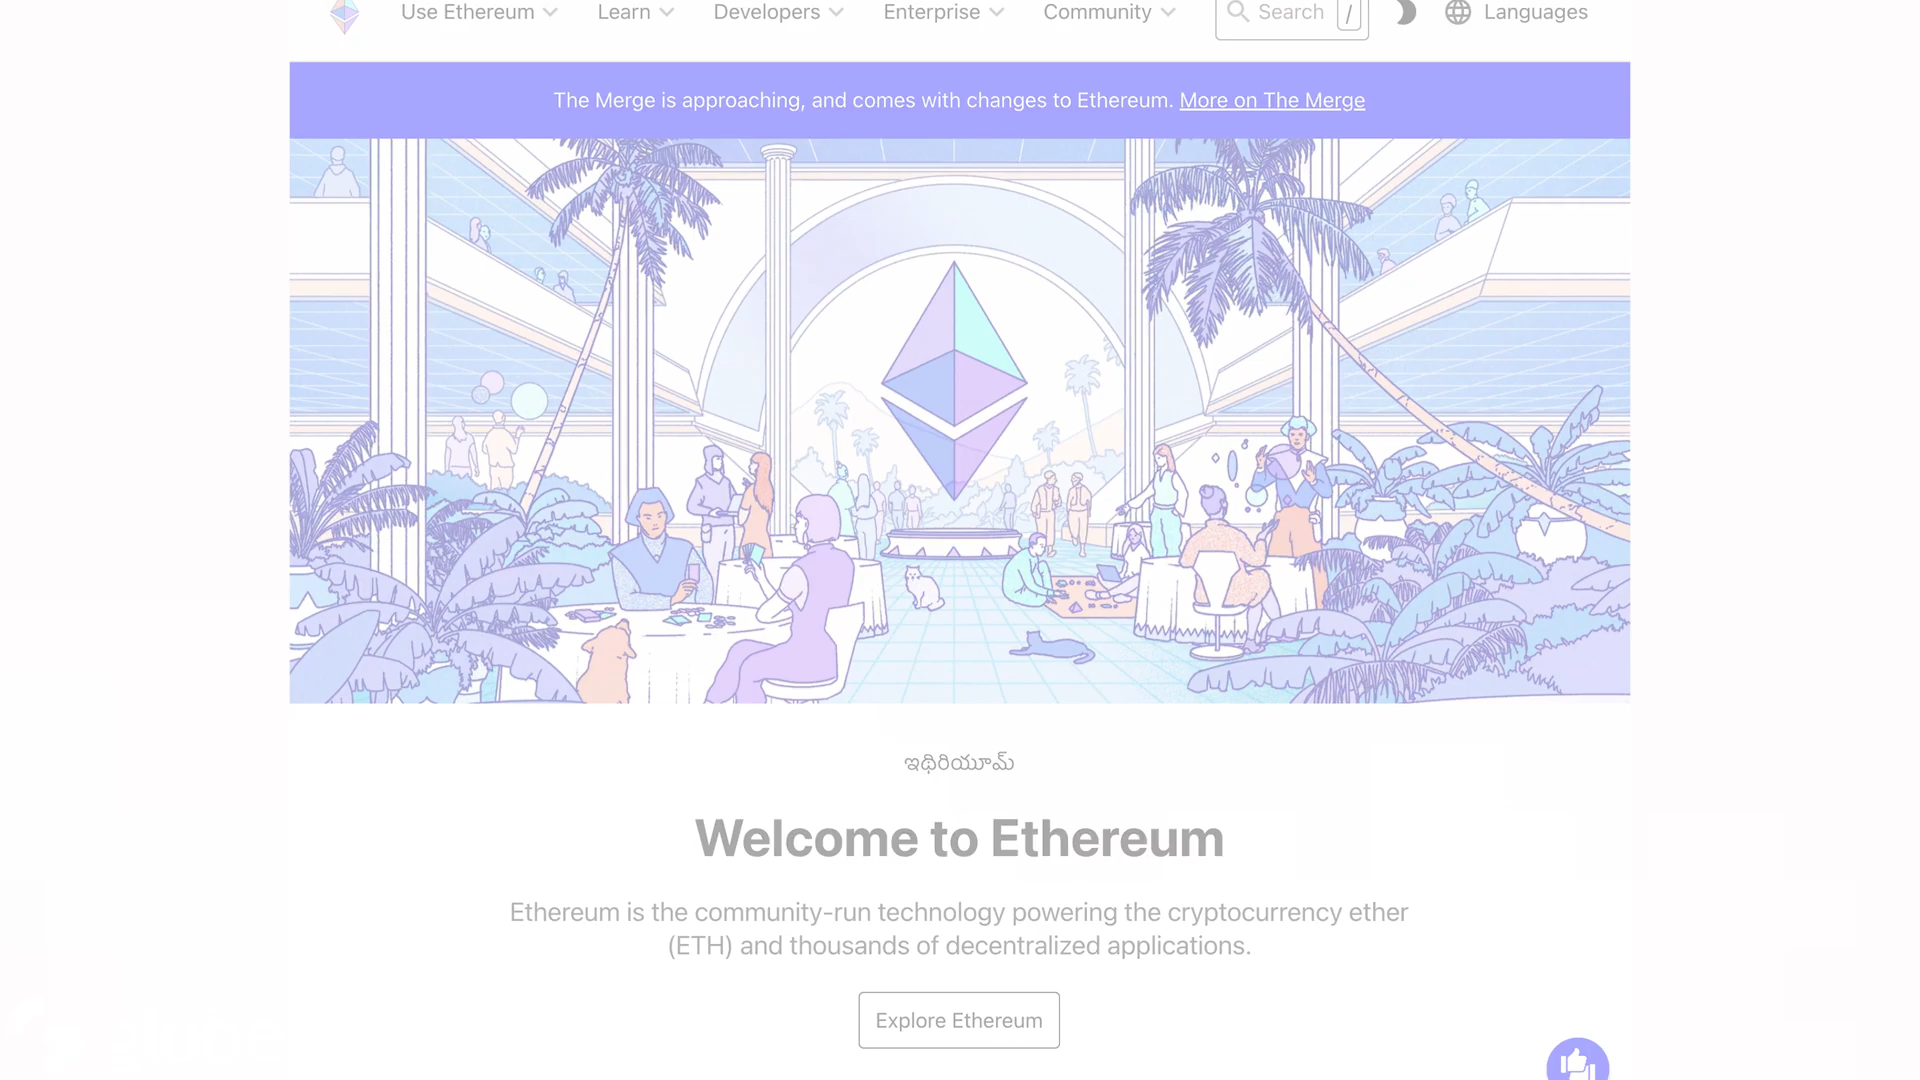 Use Ethereum Learn Developers Enterprise Community Search / Languages
The Merge is approaching, and comes with changes to Ethereum. More on The Merge
ഇഥിരിയൂമ്
Welcome to Ethereum
Ethereum is the community-run technology powering the cryptocurrency ether
(ETH) and thousands of decentralized applications.
Explore Ethereum